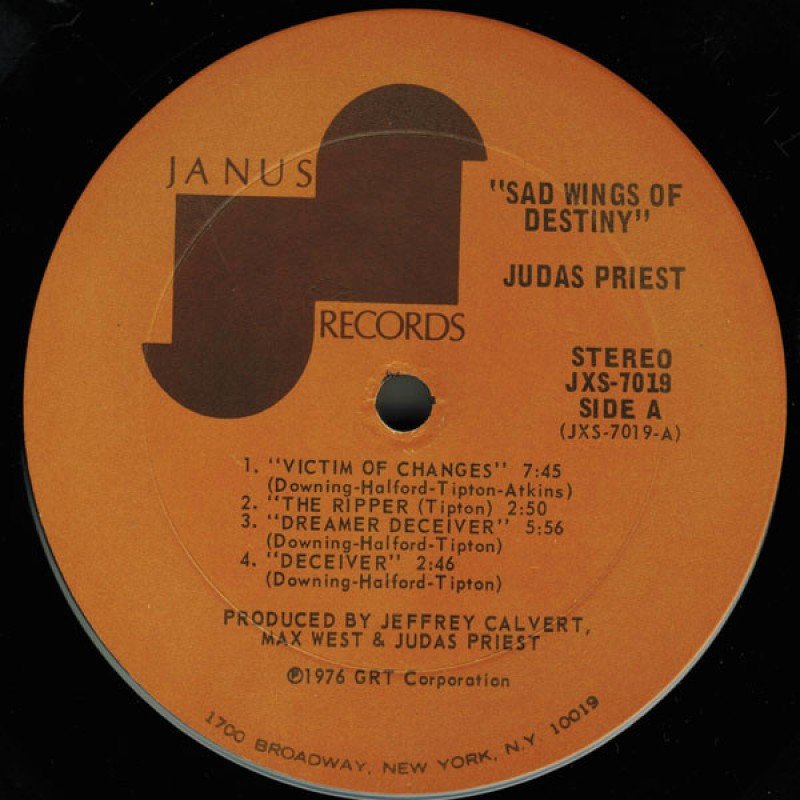 JANUS
RECORDS
"SAD WINGS OF
DESTINY"
JUDAS PRIEST
STEREO
JXS-7019
SIDE A
(JXS-7019-A)
1. "VICTIM OF CHANGES" 7:45
(Downing-Halford-Tipton-Atkins)
2. "THE RIPPER (Tipton) 2:50
3. "DREAMER DECEIVER" 5:56
(Downing-Halford-Tipton)
4. "DECEIVER" 2:46
(Downing-Halford-Tipton)
PRODUCED BY JEFFREY CALVERT,
MAX WEST & JUDAS PRIEST
℗1976 GRT Corporation
1700 BROADWAY, NEW YORK, N.Y. 10019